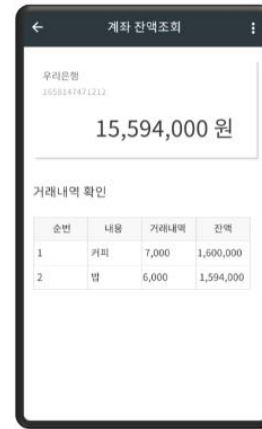 계좌 잔액조회
우리은행
1658147471212
15,594,000 원
거래내역 확인
순번 내용 거래내역 잔액
1 커피 7,000 1,600,000
2 밥 6,000 1,594,000